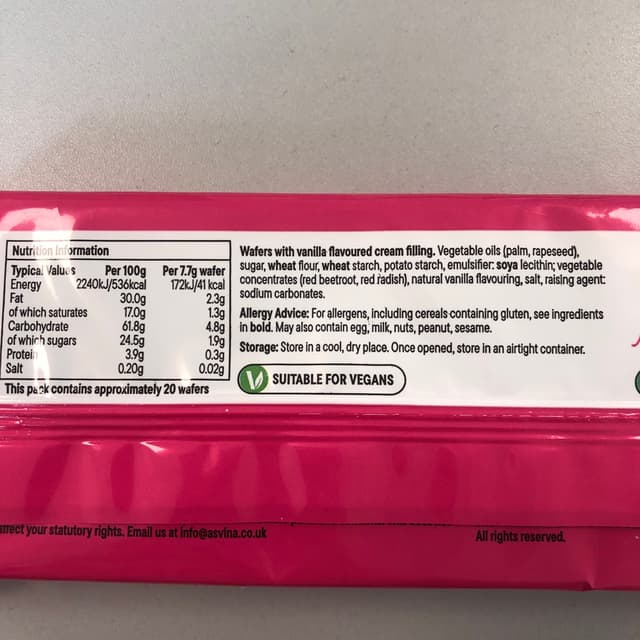 Nutrition Information
Typical Values Per 100g Per 7.7g wafer
Energy 2240kJ/536kcal 172kJ/41 kcal
Fat 30.0g 2.3g
of which saturates 17.0g 1.3g
Carbohydrate 61.8g 4.8g
of which sugars 24.5g 1.9g
Protein 3.9g 0.3g
Salt 0.20g 0.02g
This pack contains approximately 20 wafers
Wafers with vanilla flavoured cream filling. Vegetable oils (palm, rapeseed),
sugar, wheat flour, wheat starch, potato starch, emulsifier: soya lecithin; vegetable
concentrates (red beetroot, red radish), natural vanilla flavouring, salt, raising agent:
sodium carbonates.
Allergy Advice: For allergens, including cereals containing gluten, see ingredients
in bold. May also contain egg, milk, nuts, peanut, sesame.
Storage: Store in a cool, dry place. Once opened, store in an airtight container.
SUITABLE FOR VEGANS
your statutory rights. Email us at info@asvina.co.uk
All rights reserved.